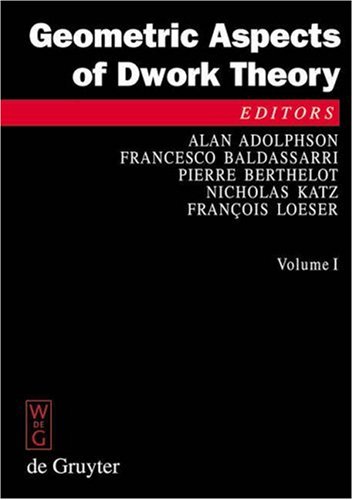 Geometric Aspects
of Dwork Theory
EDITORS
ALAN ADOLPHSON
FRANCESCO BALDASSARRI
PIERRE BERTHELOT
NICHOLAS KATZ
FRANÇOIS LOESER
Volume I
W
DE
G
de Gruyter